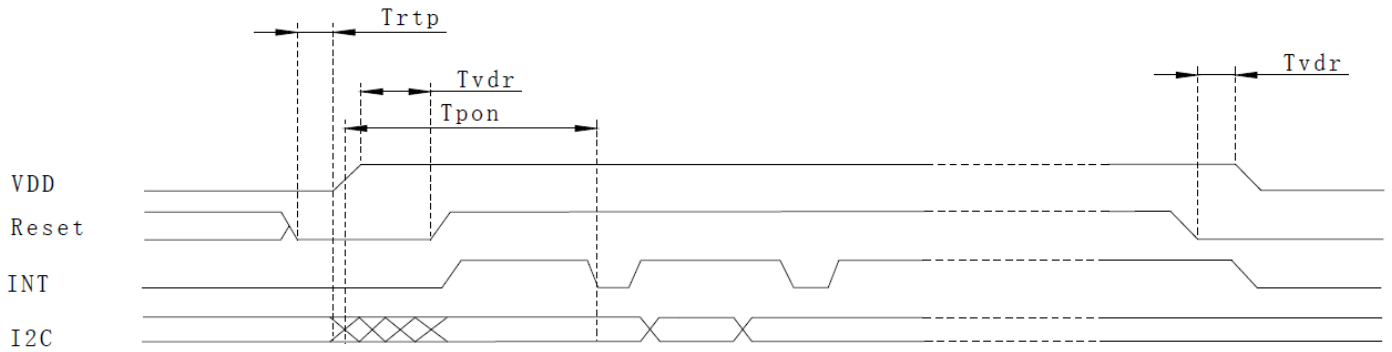 Trtp
Tvdr
Tvdr
Tpon
VDD
Reset
INT
I2C